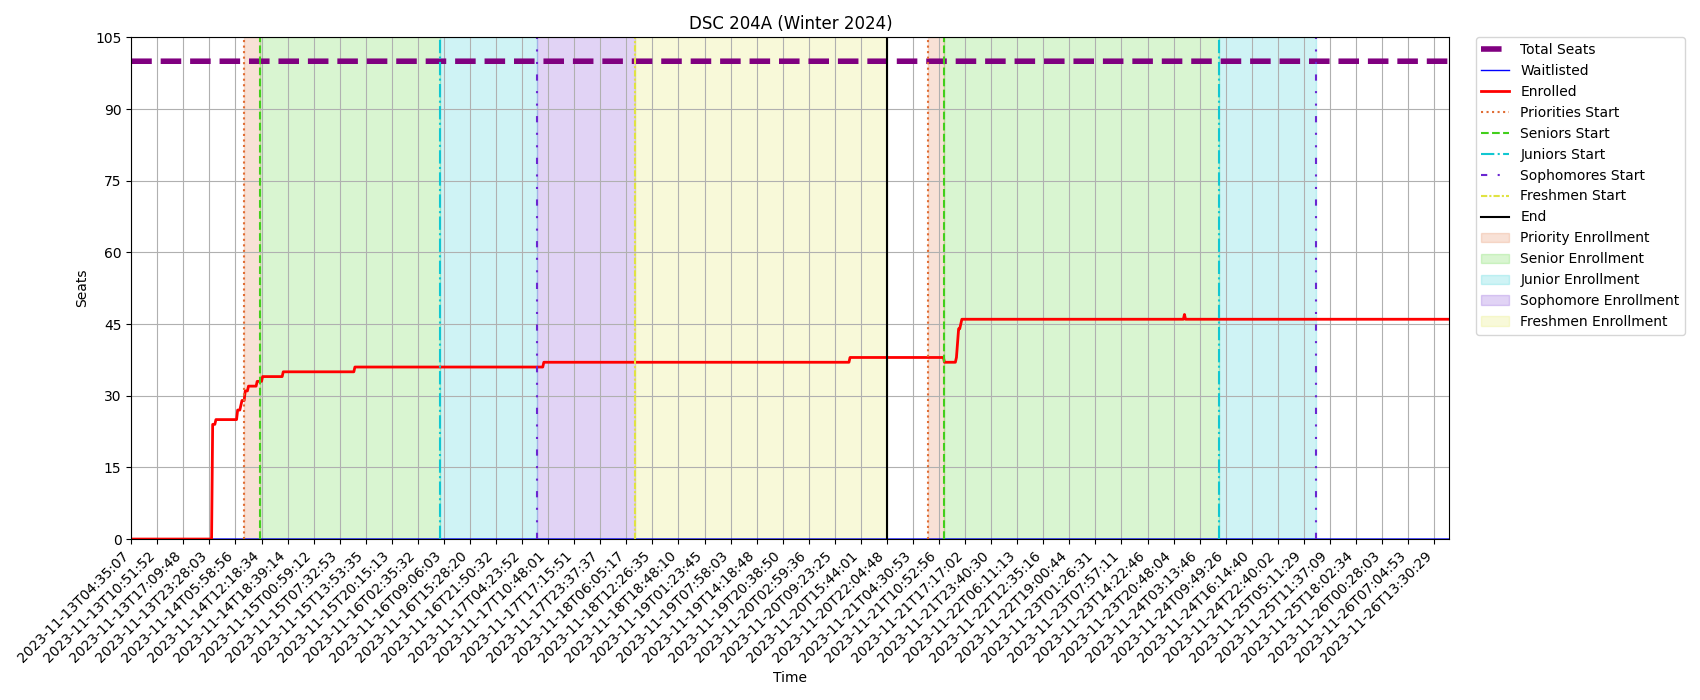 DSC 204A (Winter 2024)
105
90
75
60
45
30
15
0
Seats
2023-11-13T04:35:07
2023-11-13T10:51:52
2023-11-13T17:09:48
2023-11-13T23:28:03
2023-11-14T05:58:56
2023-11-14T12:18:34
2023-11-14T18:39:14
2023-11-15T00:59:12
2023-11-15T07:32:53
2023-11-15T13:53:35
2023-11-15T20:15:13
2023-11-16T02:35:32
2023-11-16T09:06:03
2023-11-16T15:28:20
2023-11-16T21:50:32
2023-11-17T04:23:52
2023-11-17T10:48:01
2023-11-17T17:15:51
2023-11-17T23:37:37
2023-11-18T06:05:17
2023-11-18T12:26:35
2023-11-18T18:48:10
2023-11-19T01:23:45
2023-11-19T07:58:03
2023-11-19T14:18:48
2023-11-19T20:38:50
2023-11-20T02:59:36
2023-11-20T09:23:25
2023-11-20T15:44:01
2023-11-20T22:04:48
2023-11-21T04:30:53
2023-11-21T10:52:56
2023-11-21T17:17:02
2023-11-21T23:40:30
2023-11-22T06:11:13
2023-11-22T12:35:16
2023-11-22T19:00:44
2023-11-23T01:26:31
2023-11-23T07:57:11
2023-11-23T14:22:46
2023-11-23T20:48:04
2023-11-24T03:13:46
2023-11-24T09:49:26
2023-11-24T16:14:40
2023-11-24T22:40:02
2023-11-25T05:11:29
2023-11-25T11:37:09
2023-11-25T18:02:34
2023-11-26T00:28:03
2023-11-26T07:04:53
2023-11-26T13:30:29
Time
Total Seats
Waitlisted
Enrolled
Priorities Start
Seniors Start
Juniors Start
Sophomores Start
Freshmen Start
End
Priority Enrollment
Senior Enrollment
Junior Enrollment
Sophomore Enrollment
Freshmen Enrollment